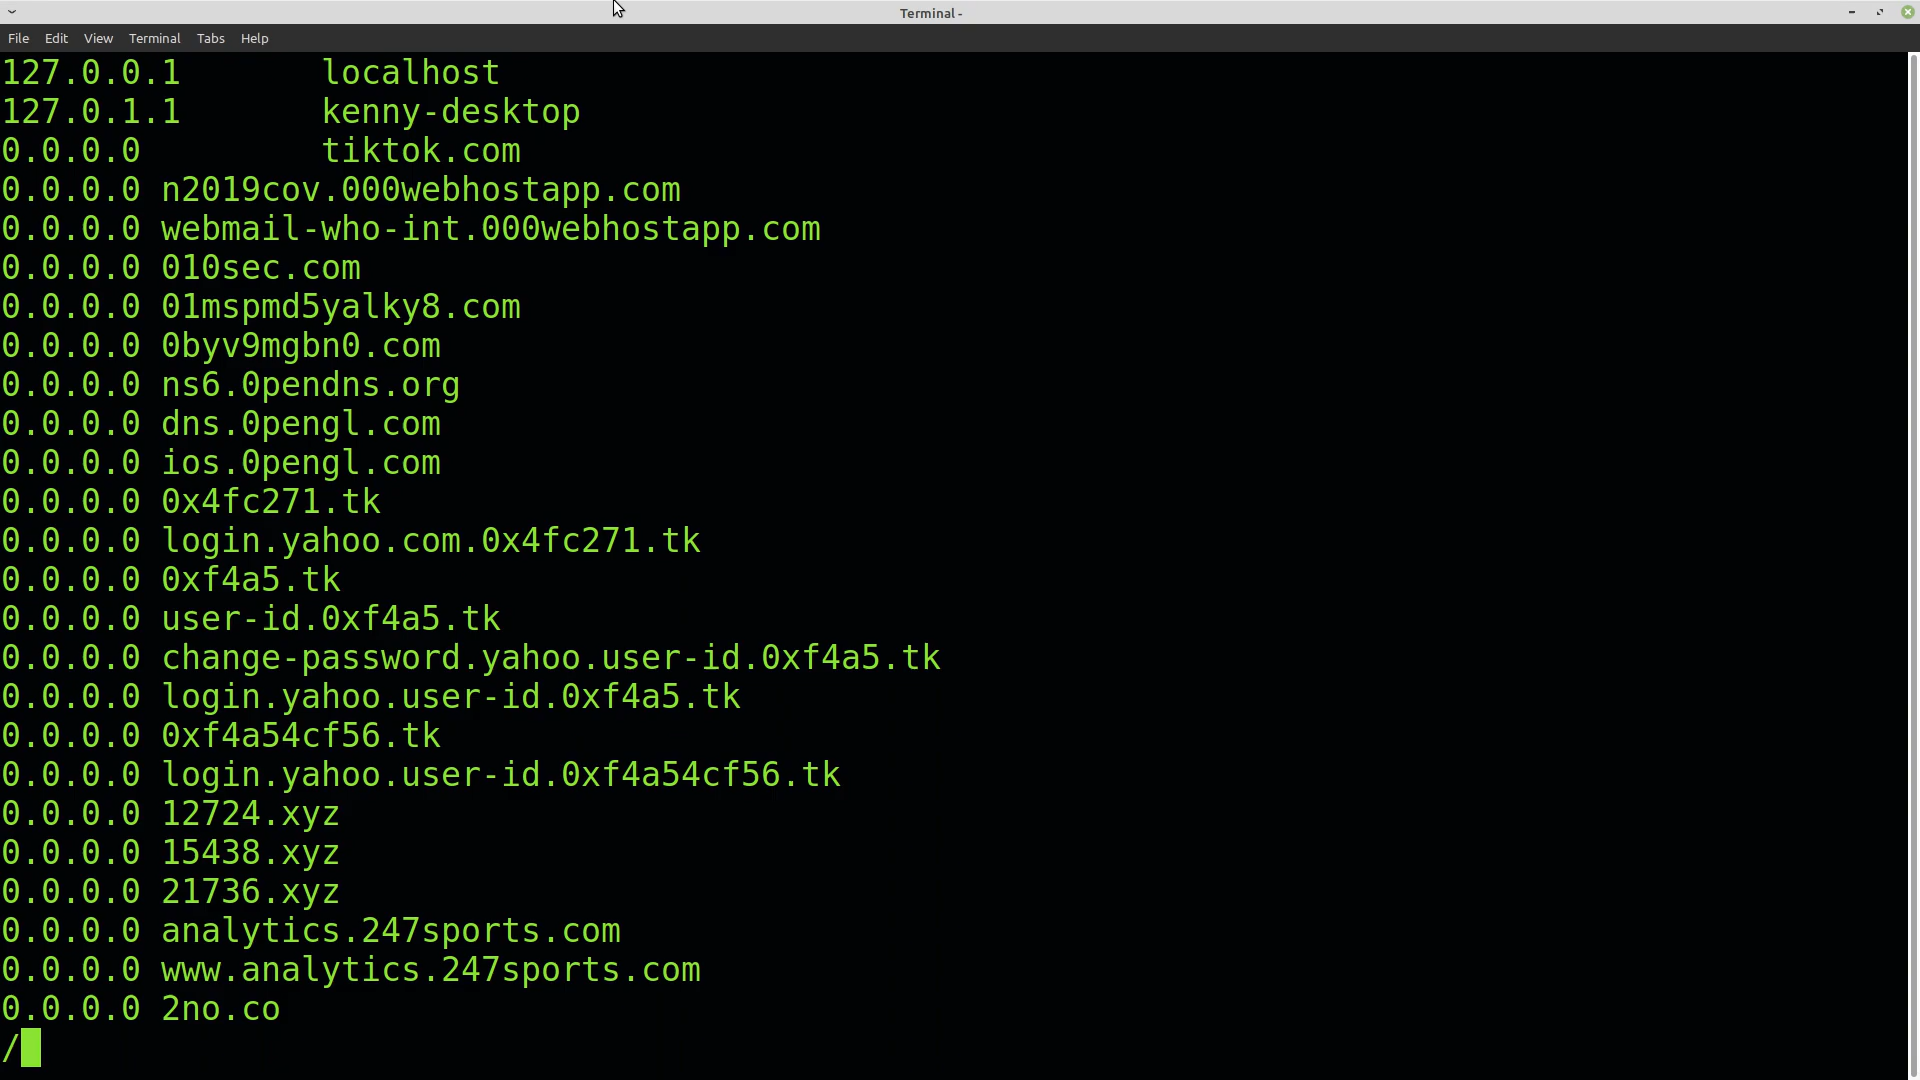 Terminal -
File Edit View Terminal Tabs Help
127.0.0.1 localhost
127.0.1.1 kenny-desktop
0.0.0.0 tiktok.com
0.0.0.0 n2019cov.000webhostapp.com
0.0.0.0 webmail-who-int.000webhostapp.com
0.0.0.0 010sec.com
0.0.0.0 01mspmd5yalky8.com
0.0.0.0 0byv9mgbn0.com
0.0.0.0 ns6.0pendns.org
0.0.0.0 dns.0pengl.com
0.0.0.0 ios.0pengl.com
0.0.0.0 0x4fc271.tk
0.0.0.0 login.yahoo.com.0x4fc271.tk
0.0.0.0 0xf4a5.tk
0.0.0.0 user-id.0xf4a5.tk
0.0.0.0 change-password.yahoo.user-id.0xf4a5.tk
0.0.0.0 login.yahoo.user-id.0xf4a5.tk
0.0.0.0 0xf4a54cf56.tk
0.0.0.0 login.yahoo.user-id.0xf4a54cf56.tk
0.0.0.0 12724.xyz
0.0.0.0 15438.xyz
0.0.0.0 21736.xyz
0.0.0.0 analytics.247sports.com
0.0.0.0 www.analytics.247sports.com
0.0.0.0 2no.co
/